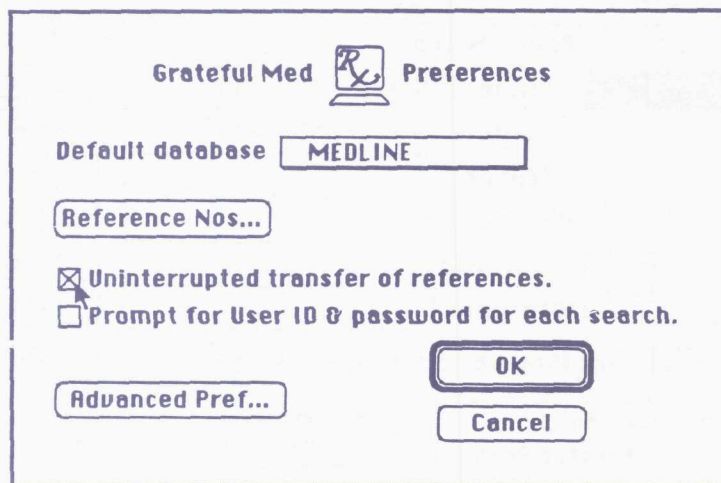 Grateful Med Rx Preferences
Default database MEDLINE
Reference Nos...
Uninterrupted transfer of references.
Prompt for User ID & password for each search.
OK
Advanced Pref...
Cancel